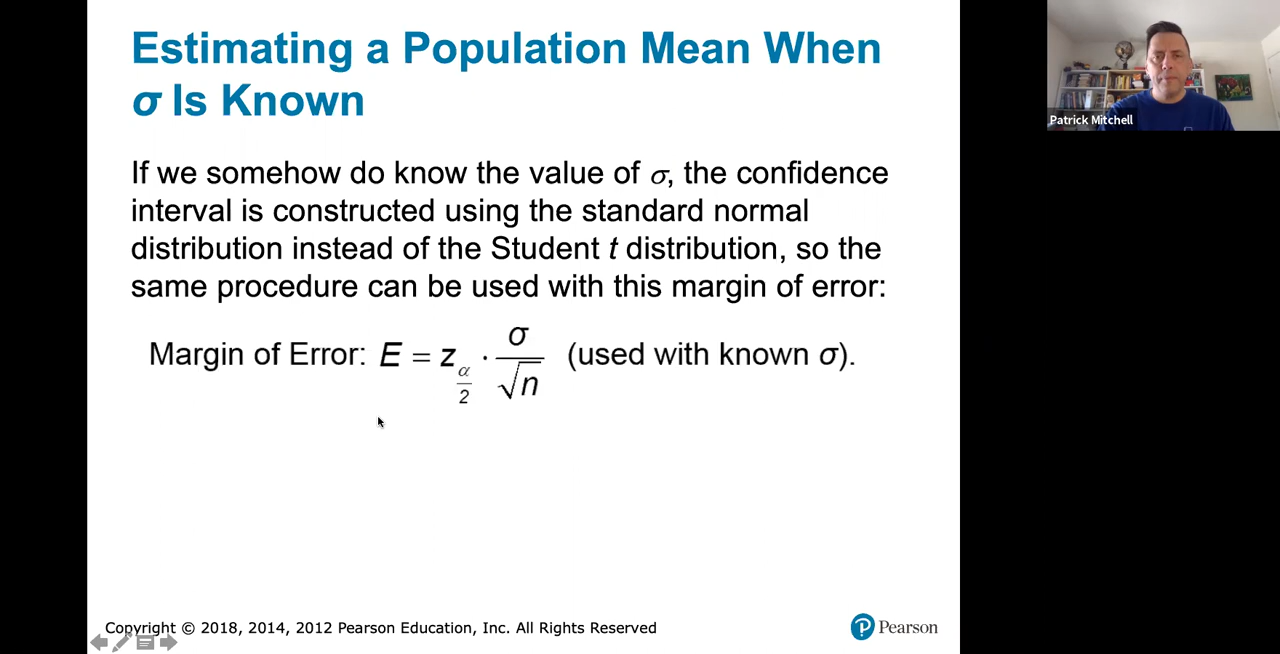 Estimating a Population Mean When
σ Is Known
If we somehow do know the value of σ, the confidence
interval is constructed using the standard normal
distribution instead of the Student t distribution, so the
same procedure can be used with this margin of error:
Margin of Error: E = z_{α/2} · σ/√n (used with known σ).
Copyright © 2018, 2014, 2012 Pearson Education, Inc. All Rights Reserved
P Pearson
Patrick Mitchell